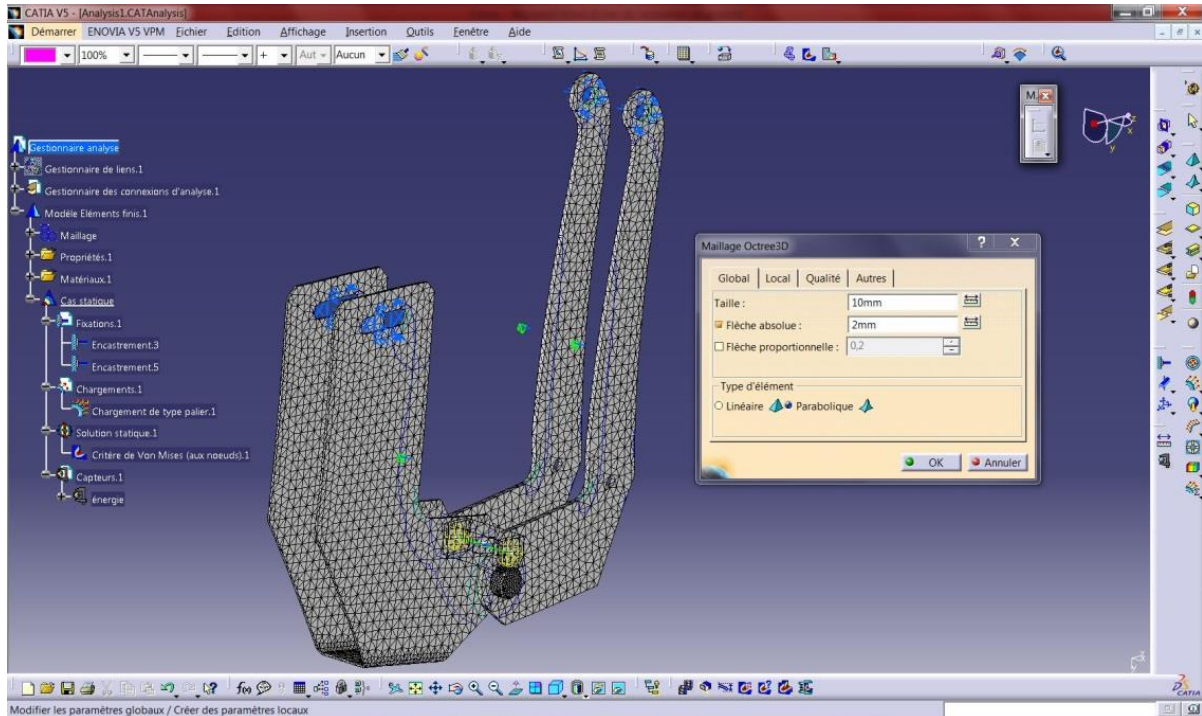 CATIA V5 - [Analysis1.CATAnalysis]
Démarrer ENOVIA V5 VPM Fichier Edition Affichage Insertion Outils Fenêtre Aide
100% Aut Aucun
M.
x
z
y
Gestionnaire analyse
Gestionnaire de liens.1
Gestionnaire des connexions d'analyse.1
Modèle Eléments finis.1
Maillage
Propriétés.1
Matériaux.1
Cas statique
Fixations.1
Encastrement.3
Encastrement.5
Chargements.1
Chargement de type palier.1
Solution statique.1
Critère de Von Mises (aux noeuds).1
Capteurs.1
énergie
Maillage Octree3D
Global Local Qualité Autres
Taille : 10mm
Flèche absolue : 2mm
Flèche proportionnelle : 0,2
Type d'élément
Linéaire Parabolique
OK Annuler
f(x)
CATIA
Modifier les paramètres globaux / Créer des paramètres locaux